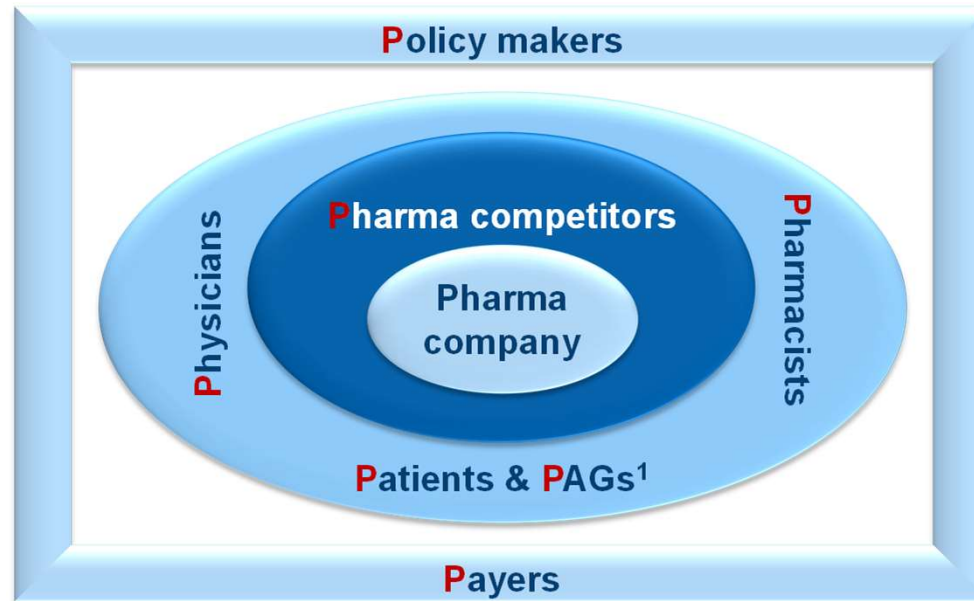 Policy makers
Pharma competitors
Physicians
Pharmacists
Pharma
company
Patients & PAGs¹
Payers